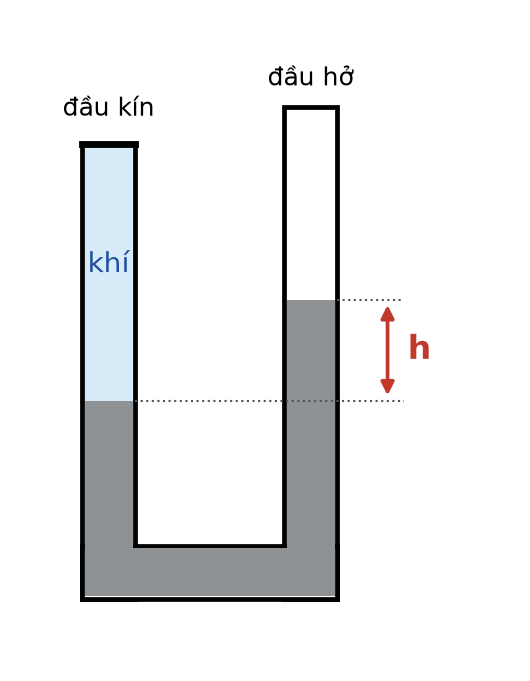 đầu hở
đầu kín
khí
h